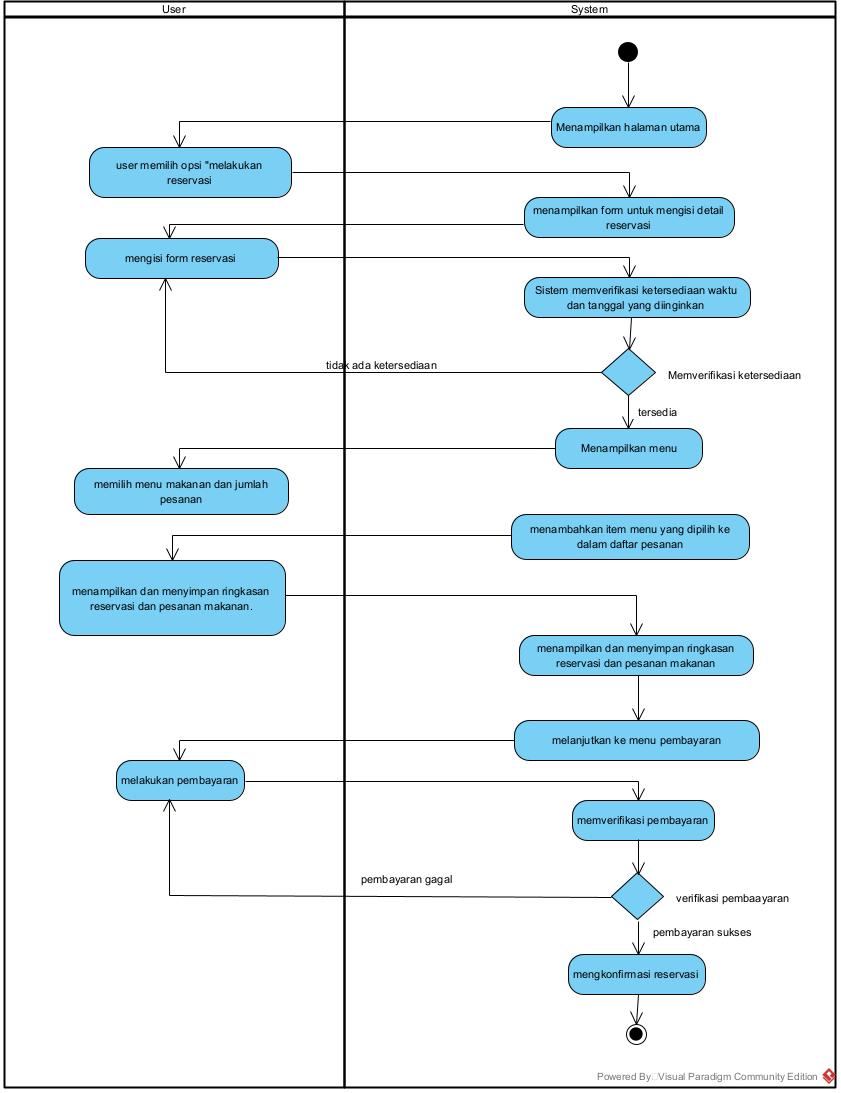 User
System
Menampilkan halaman utama
user memilih opsi "melakukan
reservasi
menampilkan form untuk mengisi detail
reservasi
mengisi form reservasi
Sistem memverifikasi ketersediaan waktu
dan tanggal yang diinginkan
tidak ada ketersediaan
Memverifikasi ketersediaan
tersedia
Menampilkan menu
memilih menu makanan dan jumlah
pesanan
menambahkan item menu yang dipilih ke
dalam daftar pesanan
menampilkan dan menyimpan ringkasan
reservasi dan pesanan makanan.
menampilkan dan menyimpan ringkasan
reservasi dan pesanan makanan
melanjutkan ke menu pembayaran
melakukan pembayaran
memverifikasi pembayaran
pembayaran gagal
verifikasi pembaayaran
pembayaran sukses
mengkonfirmasi reservasi
Powered By Visual Paradigm Community Edition